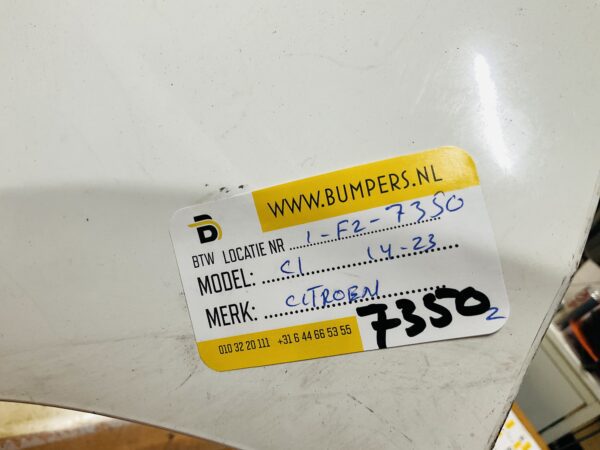 WWW.BUMPERS.NL
BTW LOCATIE NR 1-F2-7350
MODEL: C1 14-23
MERK: CITROEN
010 32 20 111 +31 6 44 66 53 55
7350 2